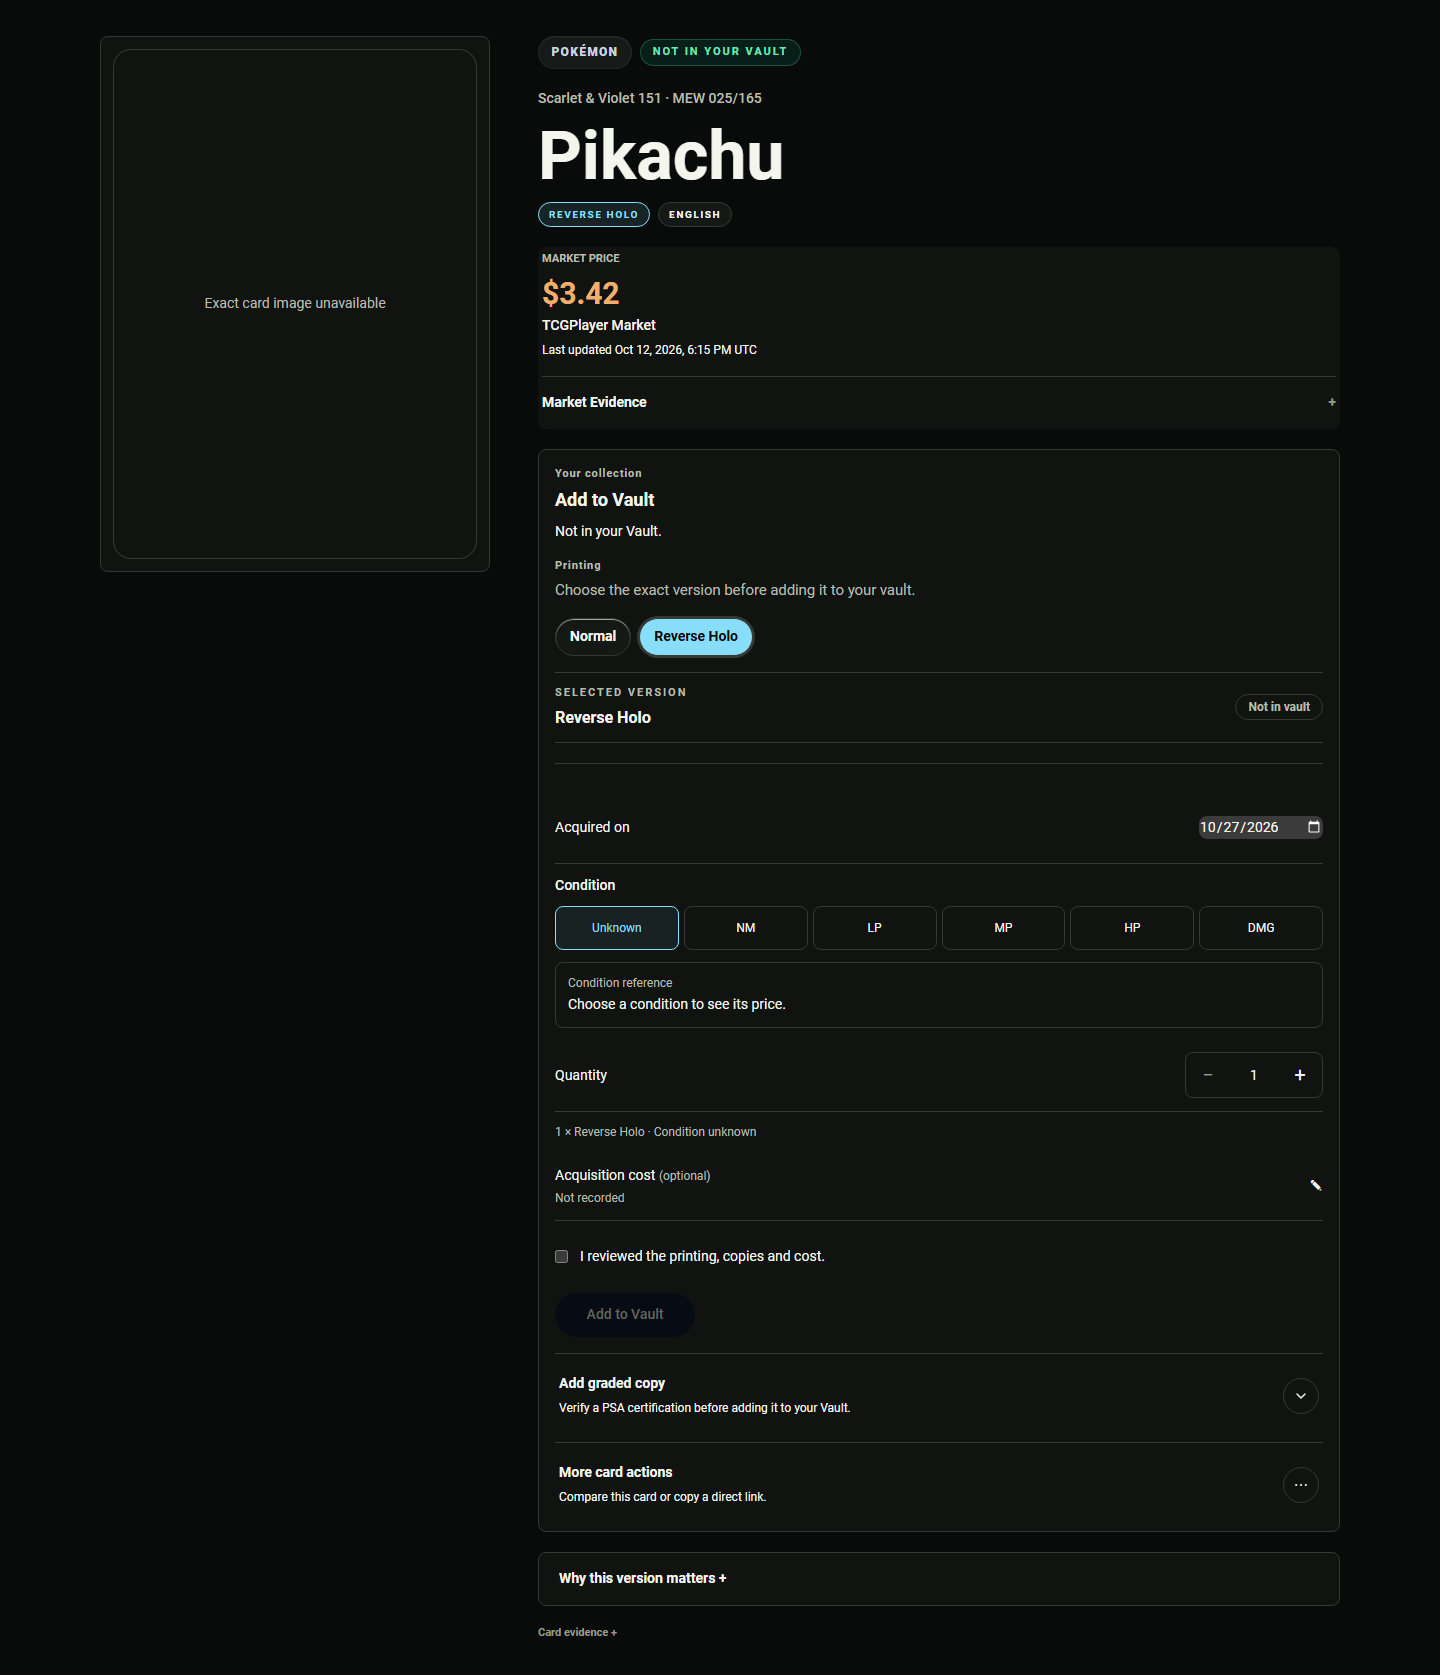 Exact card image unavailable
POKÉMON
NOT IN YOUR VAULT
Scarlet & Violet 151 · MEW 025/165
Pikachu
REVERSE HOLO
ENGLISH
MARKET PRICE
$3.42
TCGPlayer Market
Last updated Oct 12, 2026, 6:15 PM UTC
Market Evidence +
Your collection
Add to Vault
Not in your Vault.
Printing
Choose the exact version before adding it to your vault.
Normal
Reverse Holo
SELECTED VERSION
Reverse Holo
Not in vault
Acquired on
10/27/2026
Condition
Unknown
NM
LP
MP
HP
DMG
Condition reference
Choose a condition to see its price.
Quantity
− 1 +
1 × Reverse Holo · Condition unknown
Acquisition cost (optional)
Not recorded
I reviewed the printing, copies and cost.
Add to Vault
Add graded copy
Verify a PSA certification before adding it to your Vault.
More card actions
Compare this card or copy a direct link.
Why this version matters +
Card evidence +